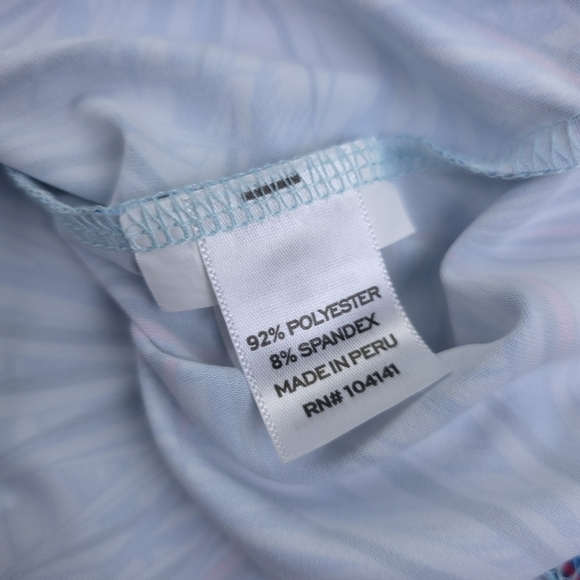 92% POLYESTER
8% SPANDEX
MADE IN PERU
RN# 104141